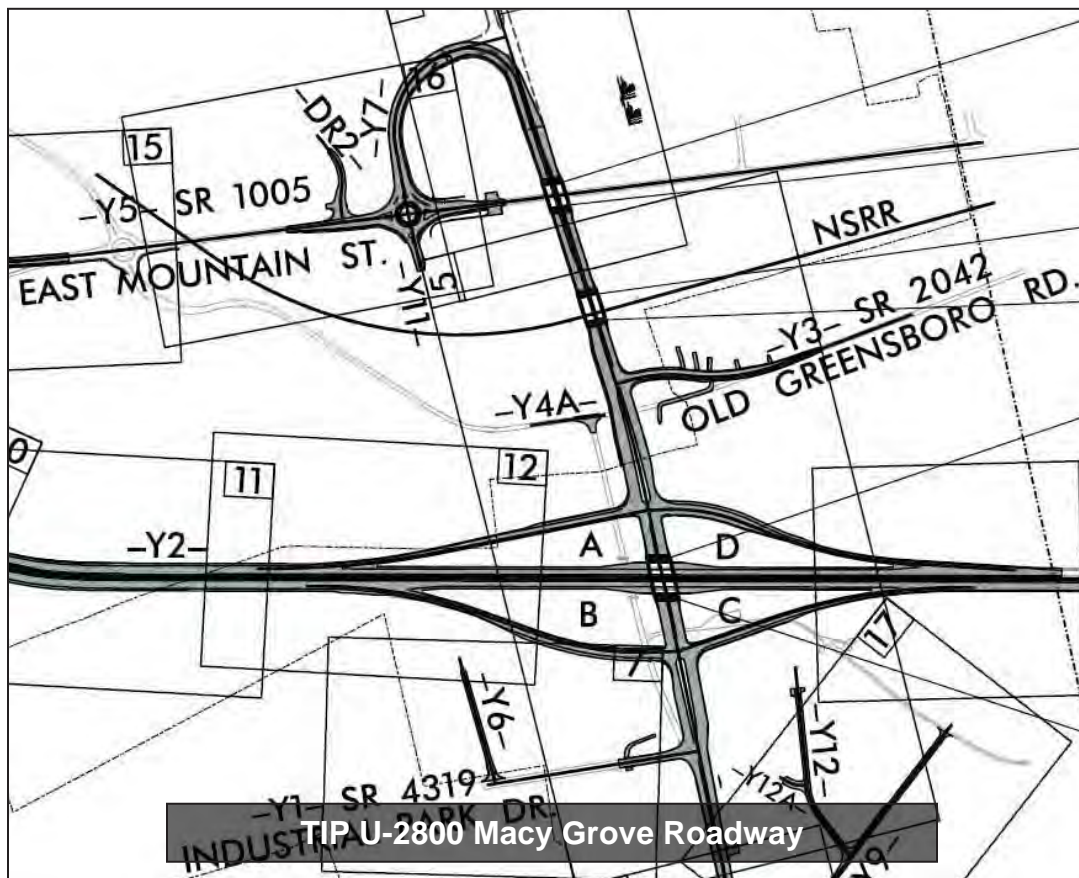 16
-DR2-
-Y7-
15
-Y5- SR 1005
EAST MOUNTAIN ST.
-Y11-
5
NSRR
-Y3- SR 2042
OLD GREENSBORO RD.
-Y4A-
0
11
12
-Y2-
A
D
B
C
17
7
-Y6-
-Y12-
-Y12A-
-Y1- SR 4319
INDUSTRIAL PARK DR.
TIP U-2800 Macy Grove Roadway